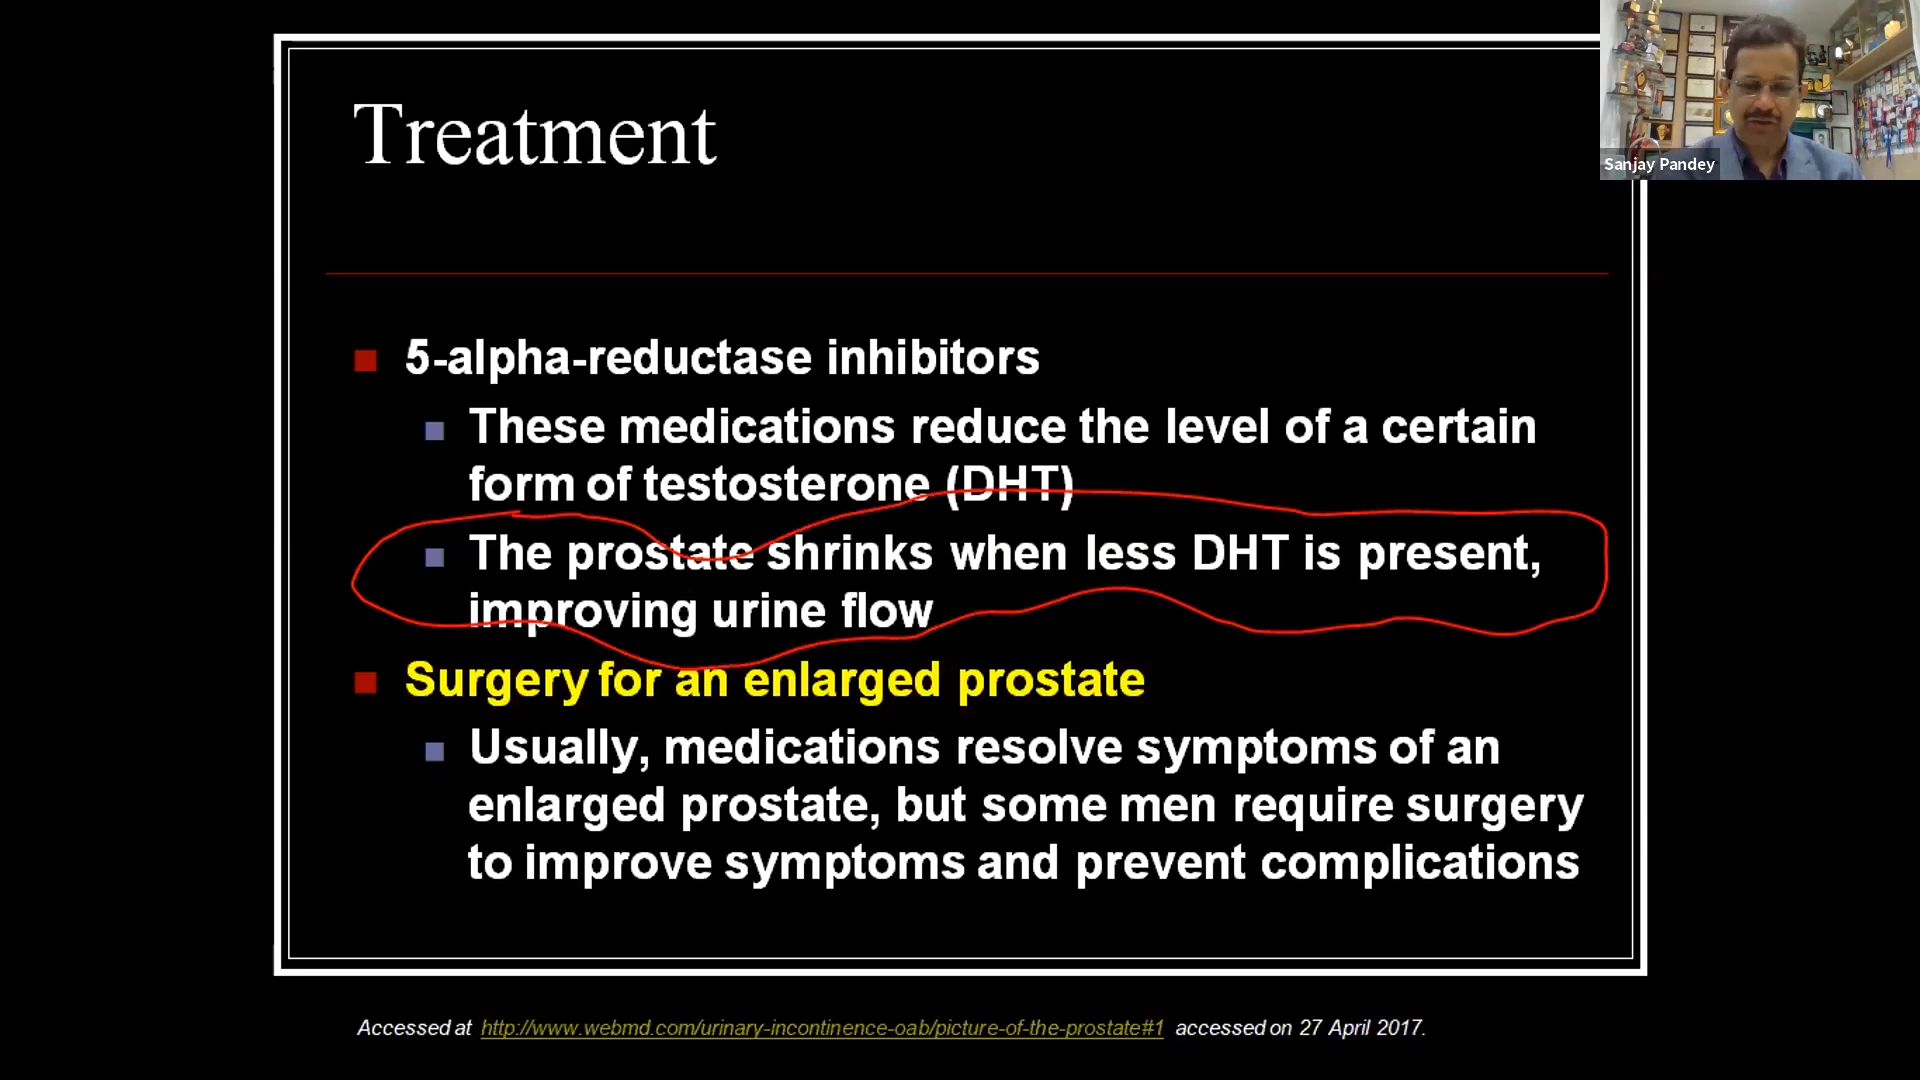 Treatment
Sanjay Pandey
5-alpha-reductase inhibitors
These medications reduce the level of a certain
form of testosterone (DHT)
The prostate shrinks when less DHT is present,
improving urine flow
Surgery for an enlarged prostate
Usually, medications resolve symptoms of an
enlarged prostate, but some men require surgery
to improve symptoms and prevent complications
Accessed at http://www.webmd.com/urinary-incontinence-oab/picture-of-the-prostate#1 accessed on 27 April 2017.